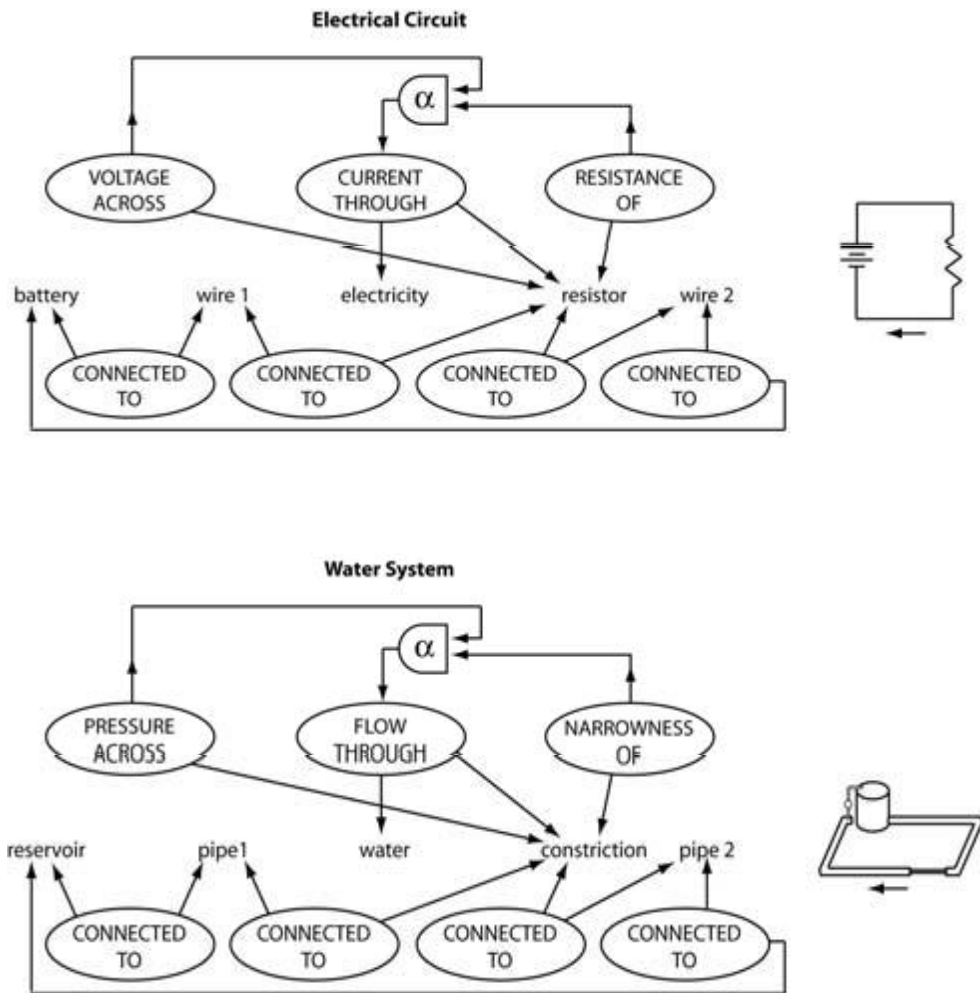 Electrical Circuit
α
VOLTAGE
ACROSS
CURRENT
THROUGH
RESISTANCE
OF
battery
wire 1
electricity
resistor
wire 2
CONNECTED
TO
CONNECTED
TO
CONNECTED
TO
CONNECTED
TO
Water System
α
PRESSURE
ACROSS
FLOW
THROUGH
NARROWNESS
OF
reservoir
pipe1
water
constriction
pipe 2
CONNECTED
TO
CONNECTED
TO
CONNECTED
TO
CONNECTED
TO